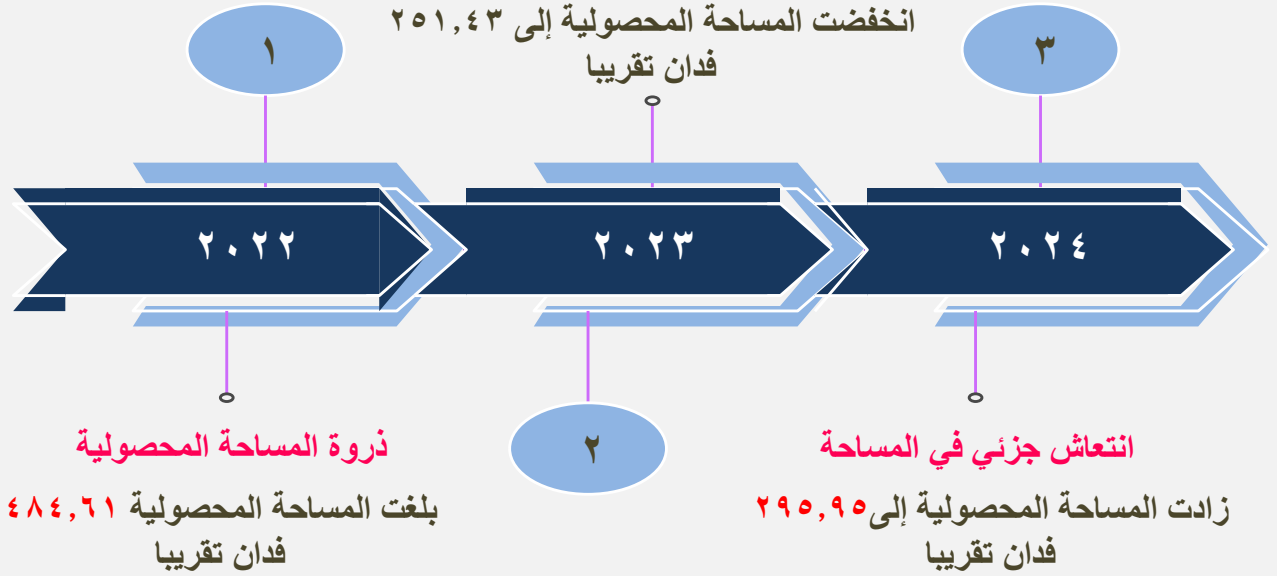 ١
انخفضت المساحة المحصولية إلى ٢٥١,٤٣
فدان تقريبا
٣
٢٠٢٢
٢٠٢٣
٢٠٢٤
ذروة المساحة المحصولية
بلغت المساحة المحصولية ٤٨٤,٦١
فدان تقريبا
٢
انتعاش جزئي في المساحة
زادت المساحة المحصولية إلى٢٩٥,٩٥
فدان تقريبا